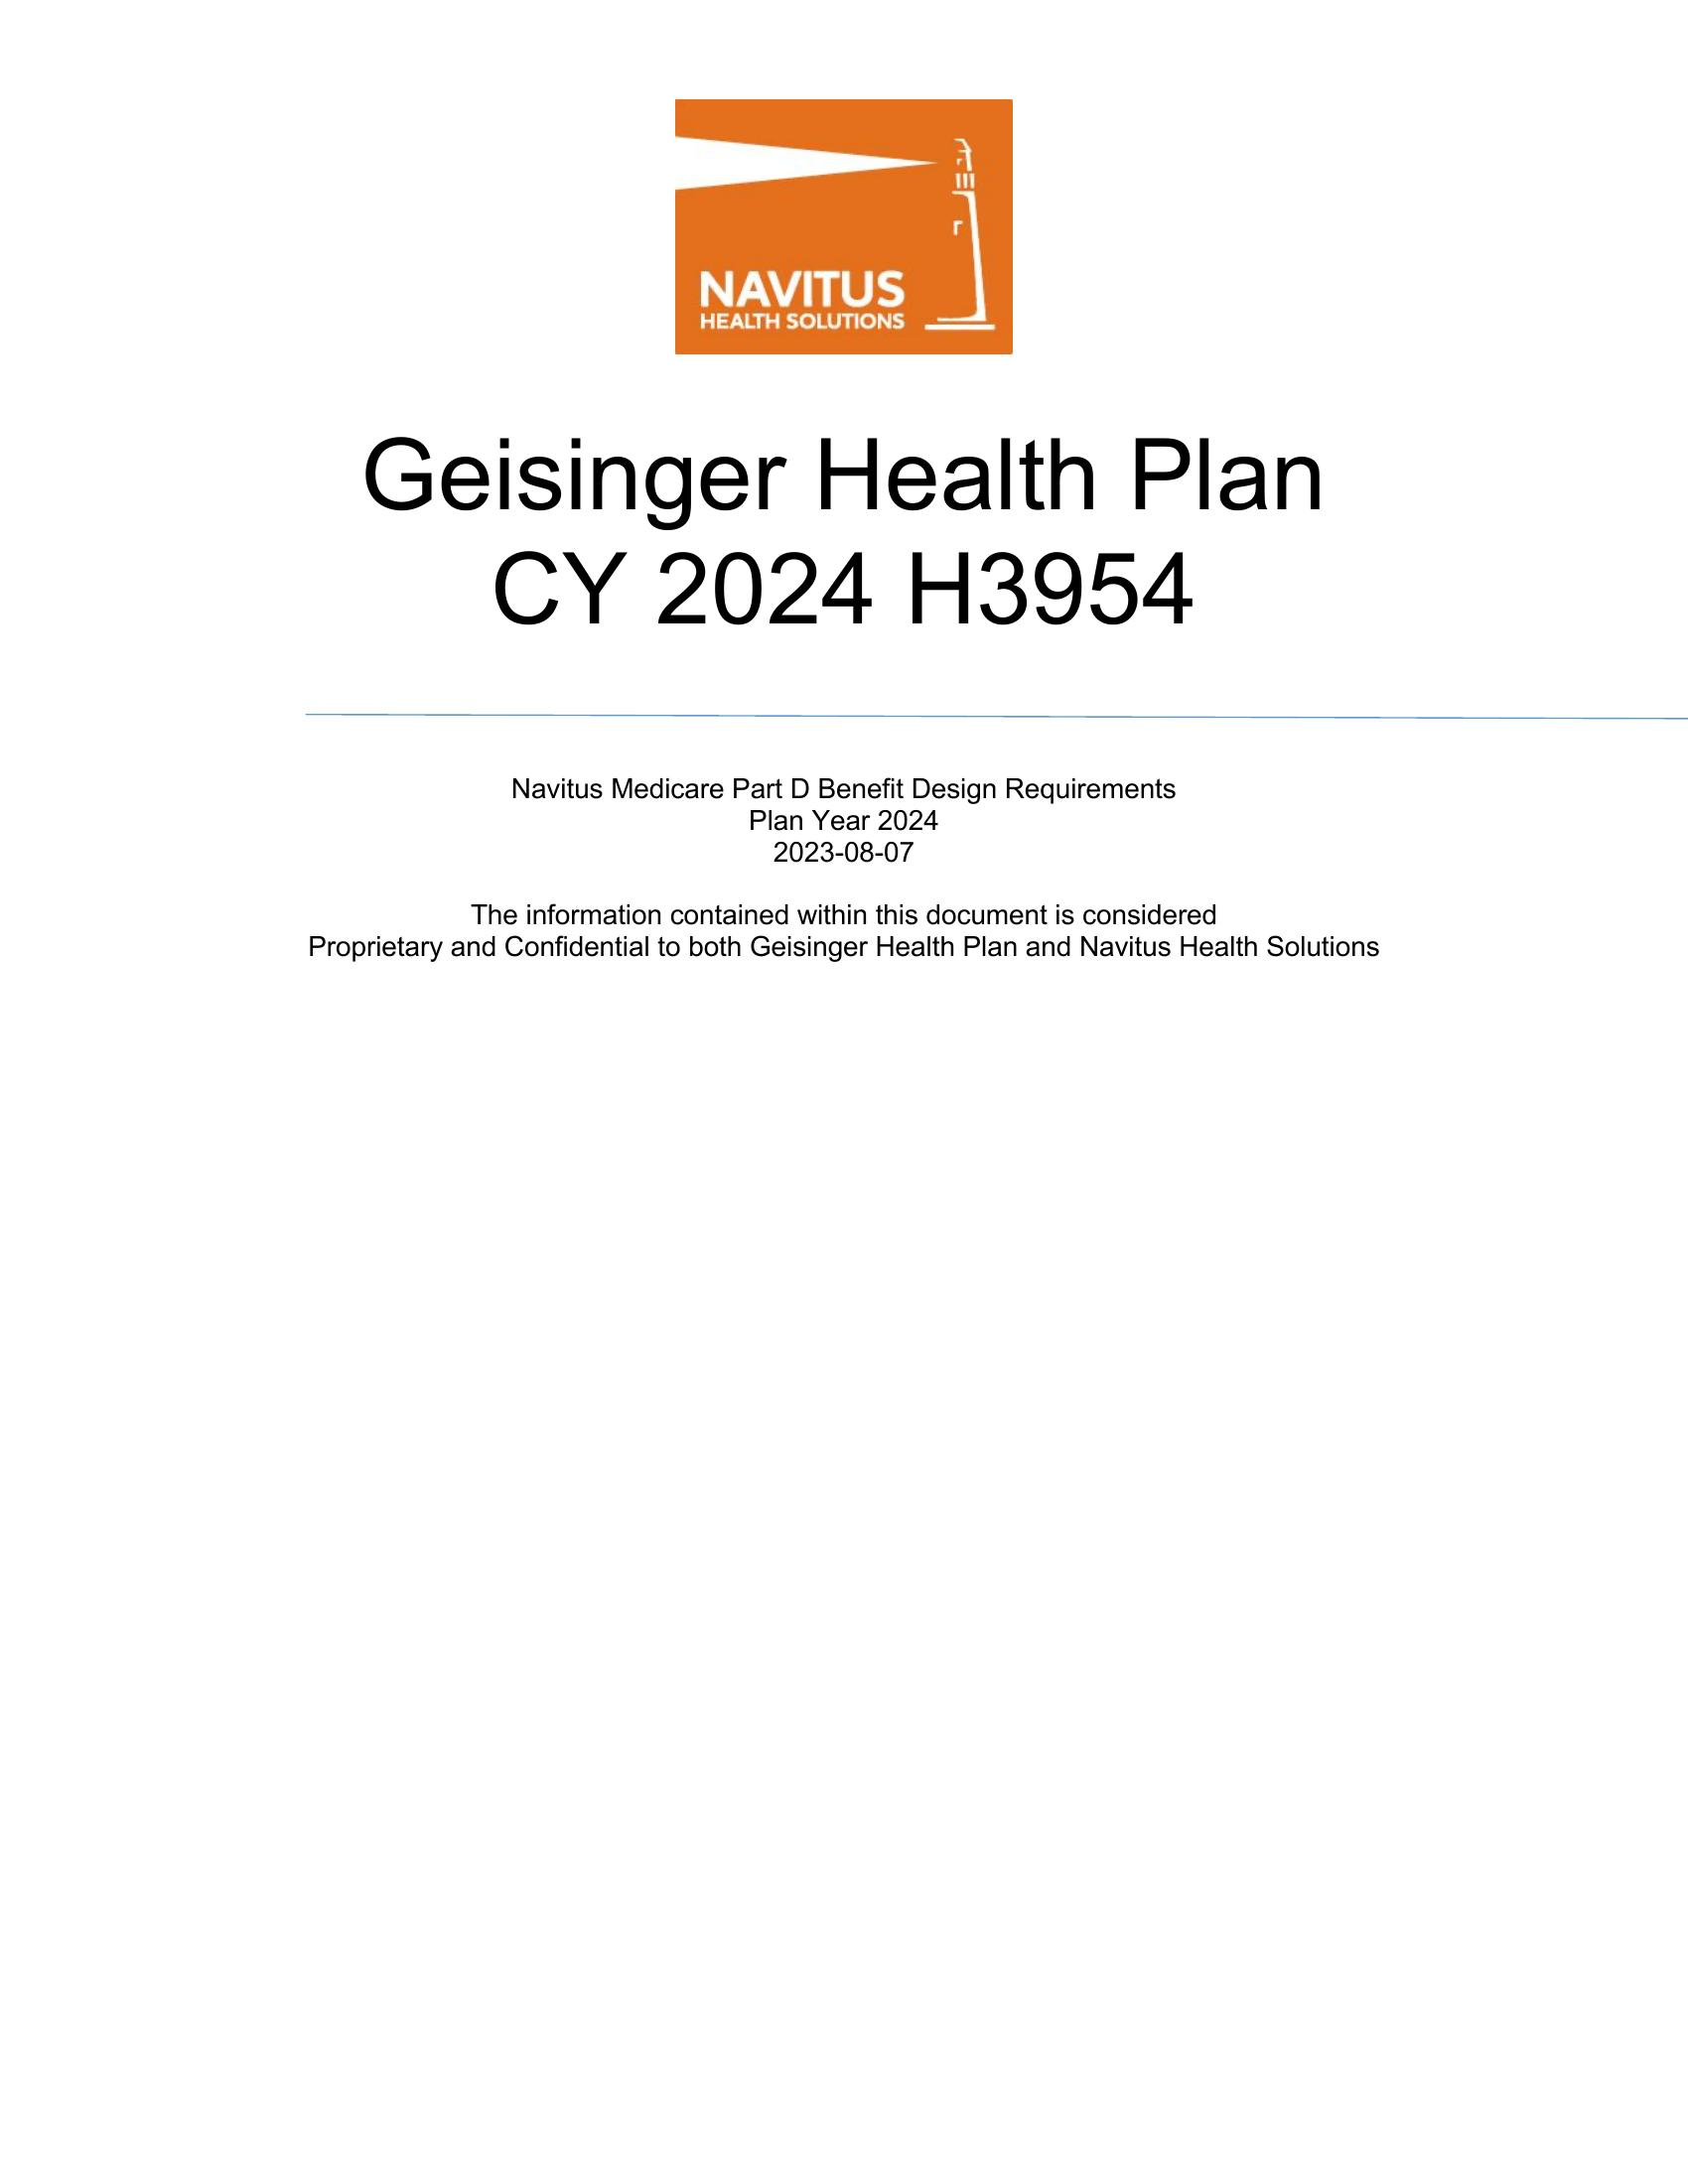 NAVITUS
HEALTH SOLUTIONS
Geisinger Health Plan
CY 2024 H3954
Navitus Medicare Part D Benefit Design Requirements
Plan Year 2024
2023-08-07
The information contained within this document is considered
Proprietary and Confidential to both Geisinger Health Plan and Navitus Health Solutions